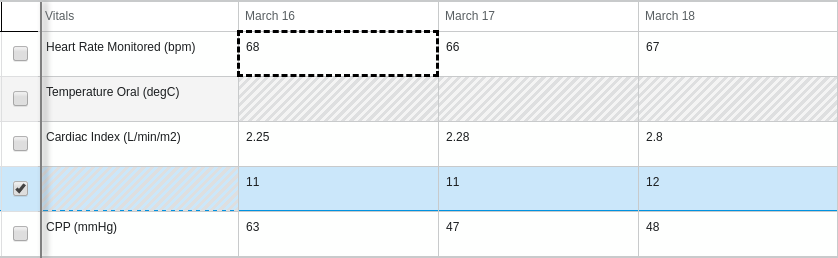 Vitals March 16 March 17 March 18
Heart Rate Monitored (bpm) 68 66 67
Temperature Oral (degC)
Cardiac Index (L/min/m2) 2.25 2.28 2.8
11 11 12
CPP (mmHg) 63 47 48